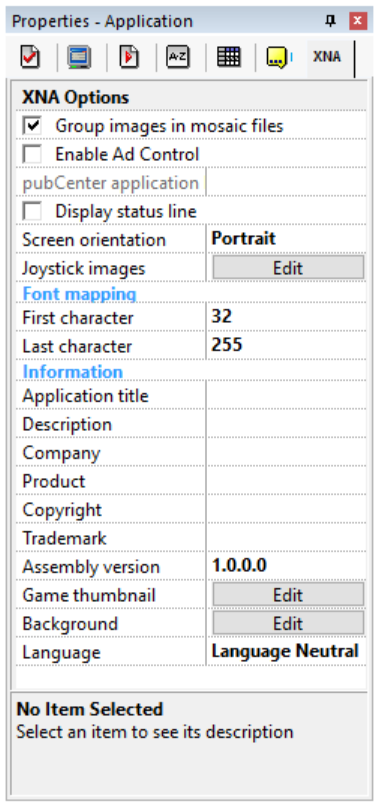 Properties - Application
A-Z XNA
XNA Options
Group images in mosaic files
Enable Ad Control
pubCenter application
Display status line
Screen orientation Portrait
Joystick images Edit
Font mapping
First character 32
Last character 255
Information
Application title
Description
Company
Product
Copyright
Trademark
Assembly version 1.0.0.0
Game thumbnail Edit
Background Edit
Language Language Neutral
No Item Selected
Select an item to see its description